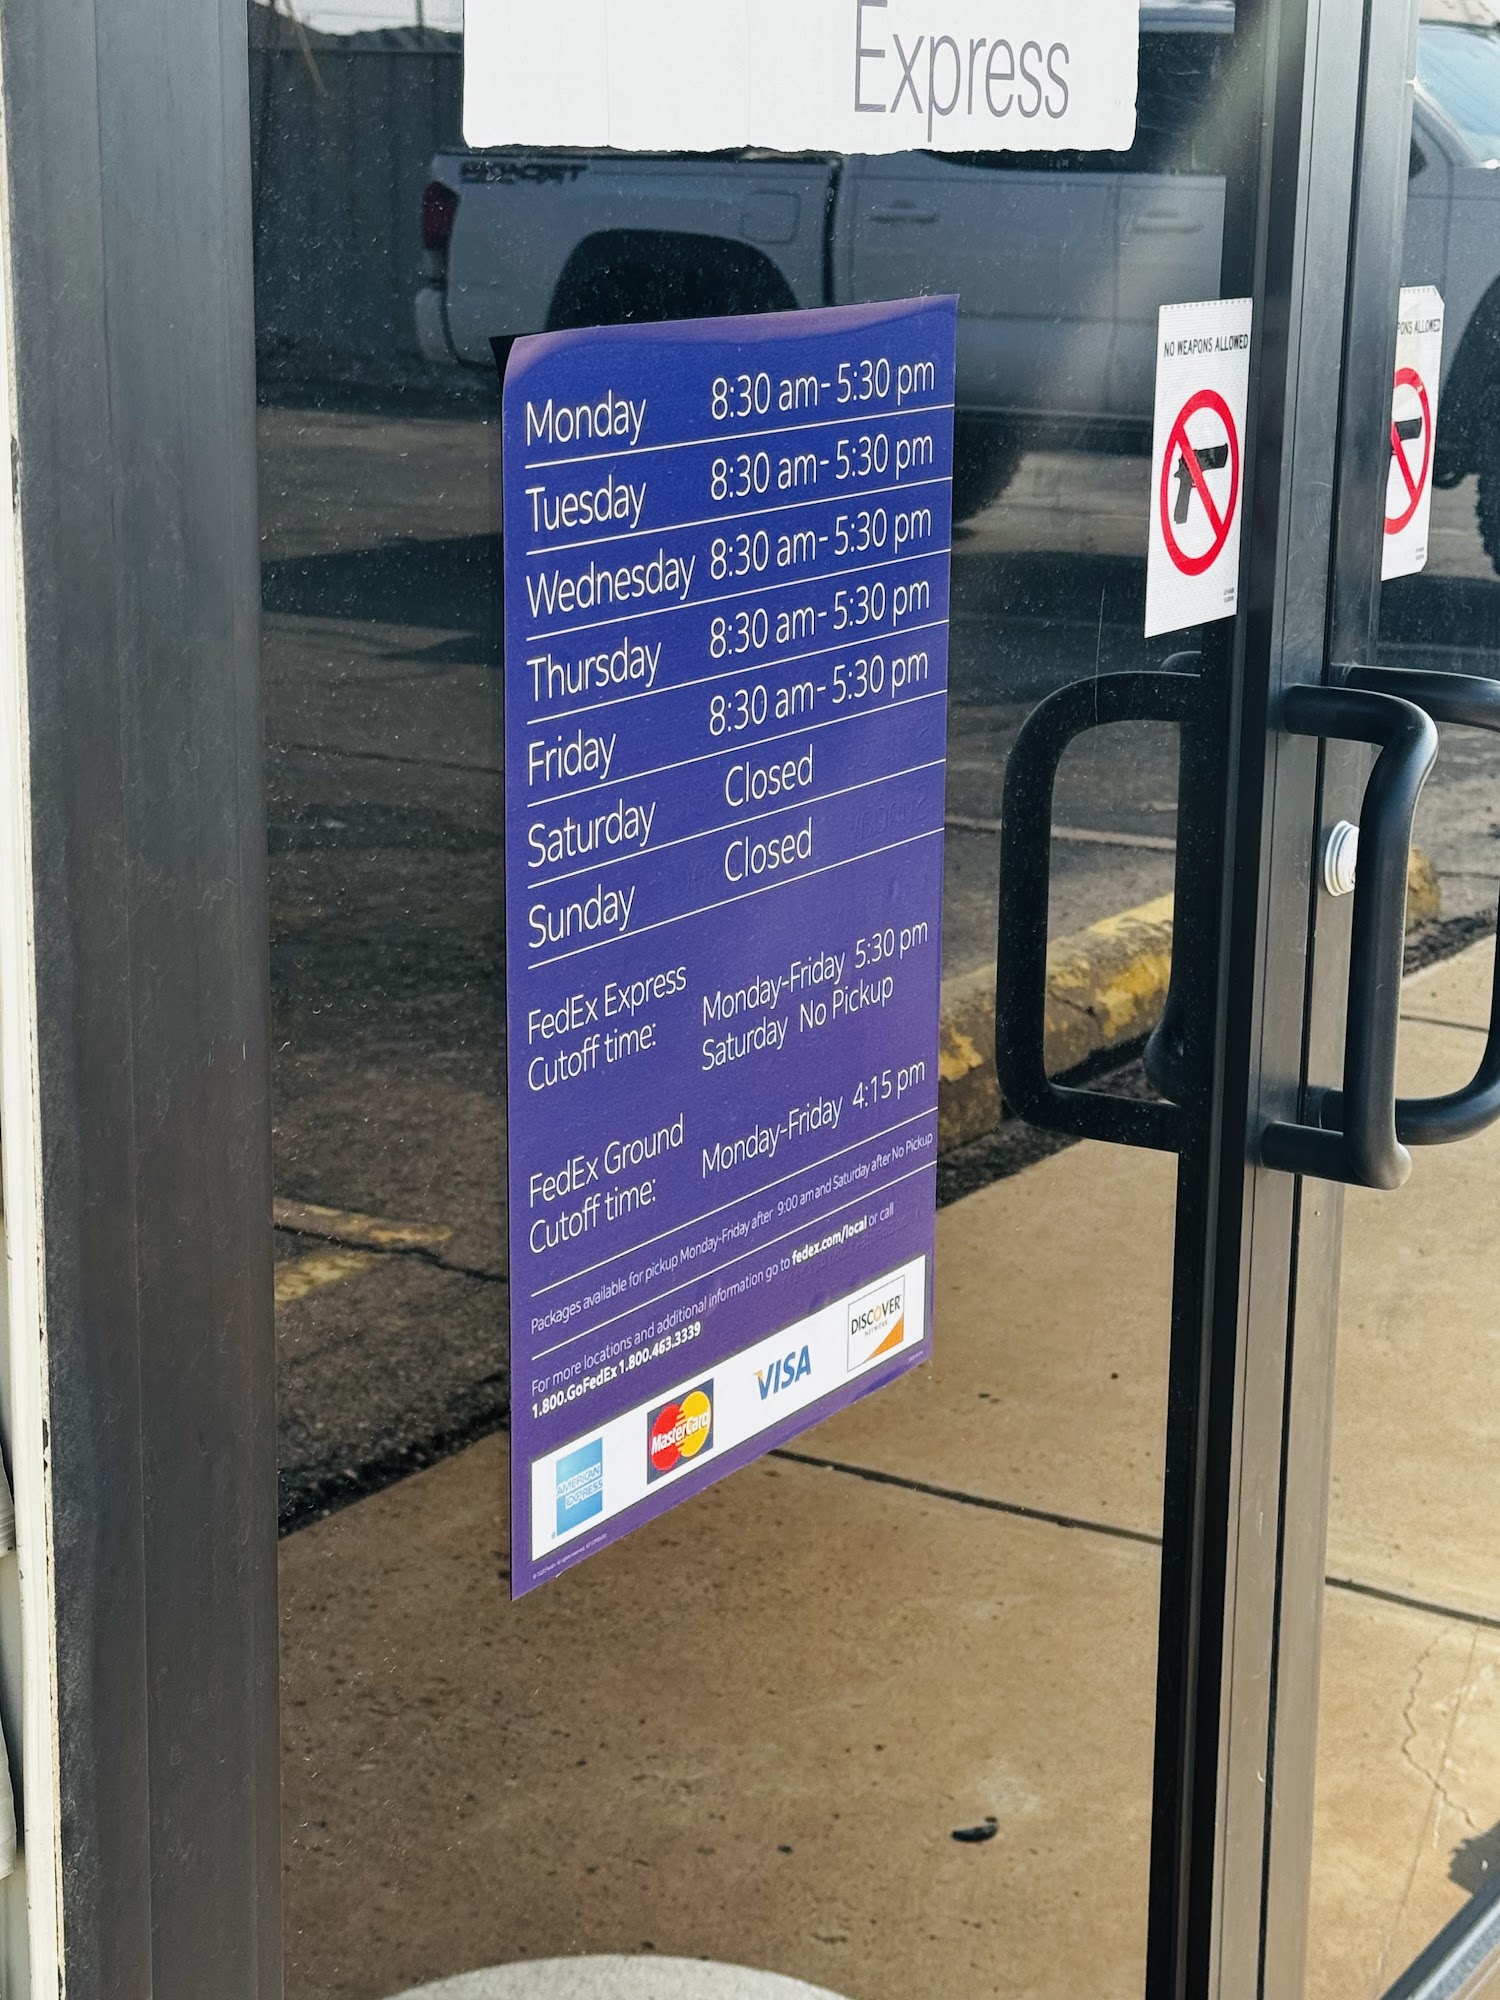 Express
NO WEAPONS ALLOWED
PONS ALLOWED
Monday 8:30 am- 5:30 pm
Tuesday 8:30 am- 5:30 pm
Wednesday 8:30 am- 5:30 pm
Thursday 8:30 am- 5:30 pm
Friday 8:30 am- 5:30 pm
Saturday Closed
Sunday Closed
FedEx Express
Cutoff time:
Monday-Friday 5:30 pm
Saturday No Pickup
FedEx Ground
Cutoff time:
Monday-Friday 4:15 pm
Packages available for pickup Monday-Friday after 9:00 am and Saturday after No Pickup
For more locations and additional information go to fedex.com/local or call
1.800.GoFedEx 1.800.463.3339
AMERICAN
EXPRESS
MasterCard
VISA
DISCOVER
NETWORK